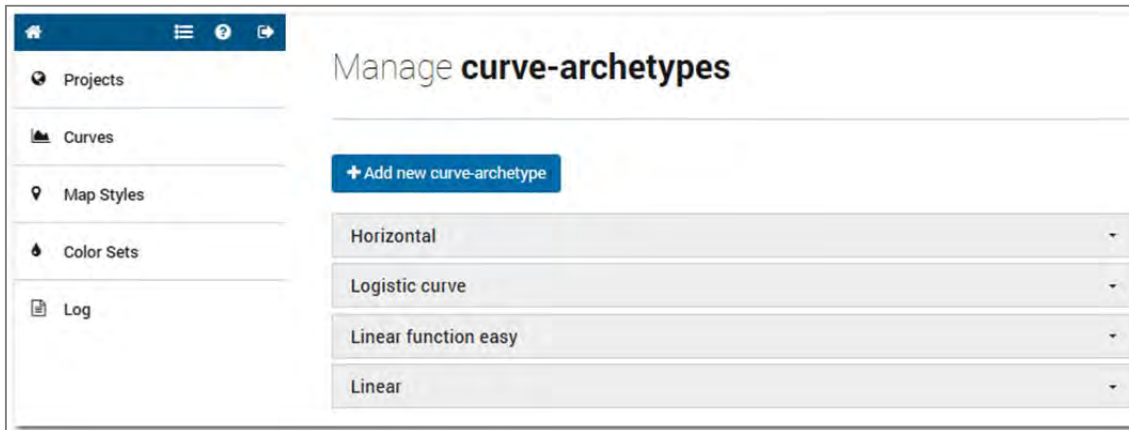 Projects
Curves
Map Styles
Color Sets
Log
Manage curve-archetypes
+ Add new curve-archetype
Horizontal
Logistic curve
Linear function easy
Linear